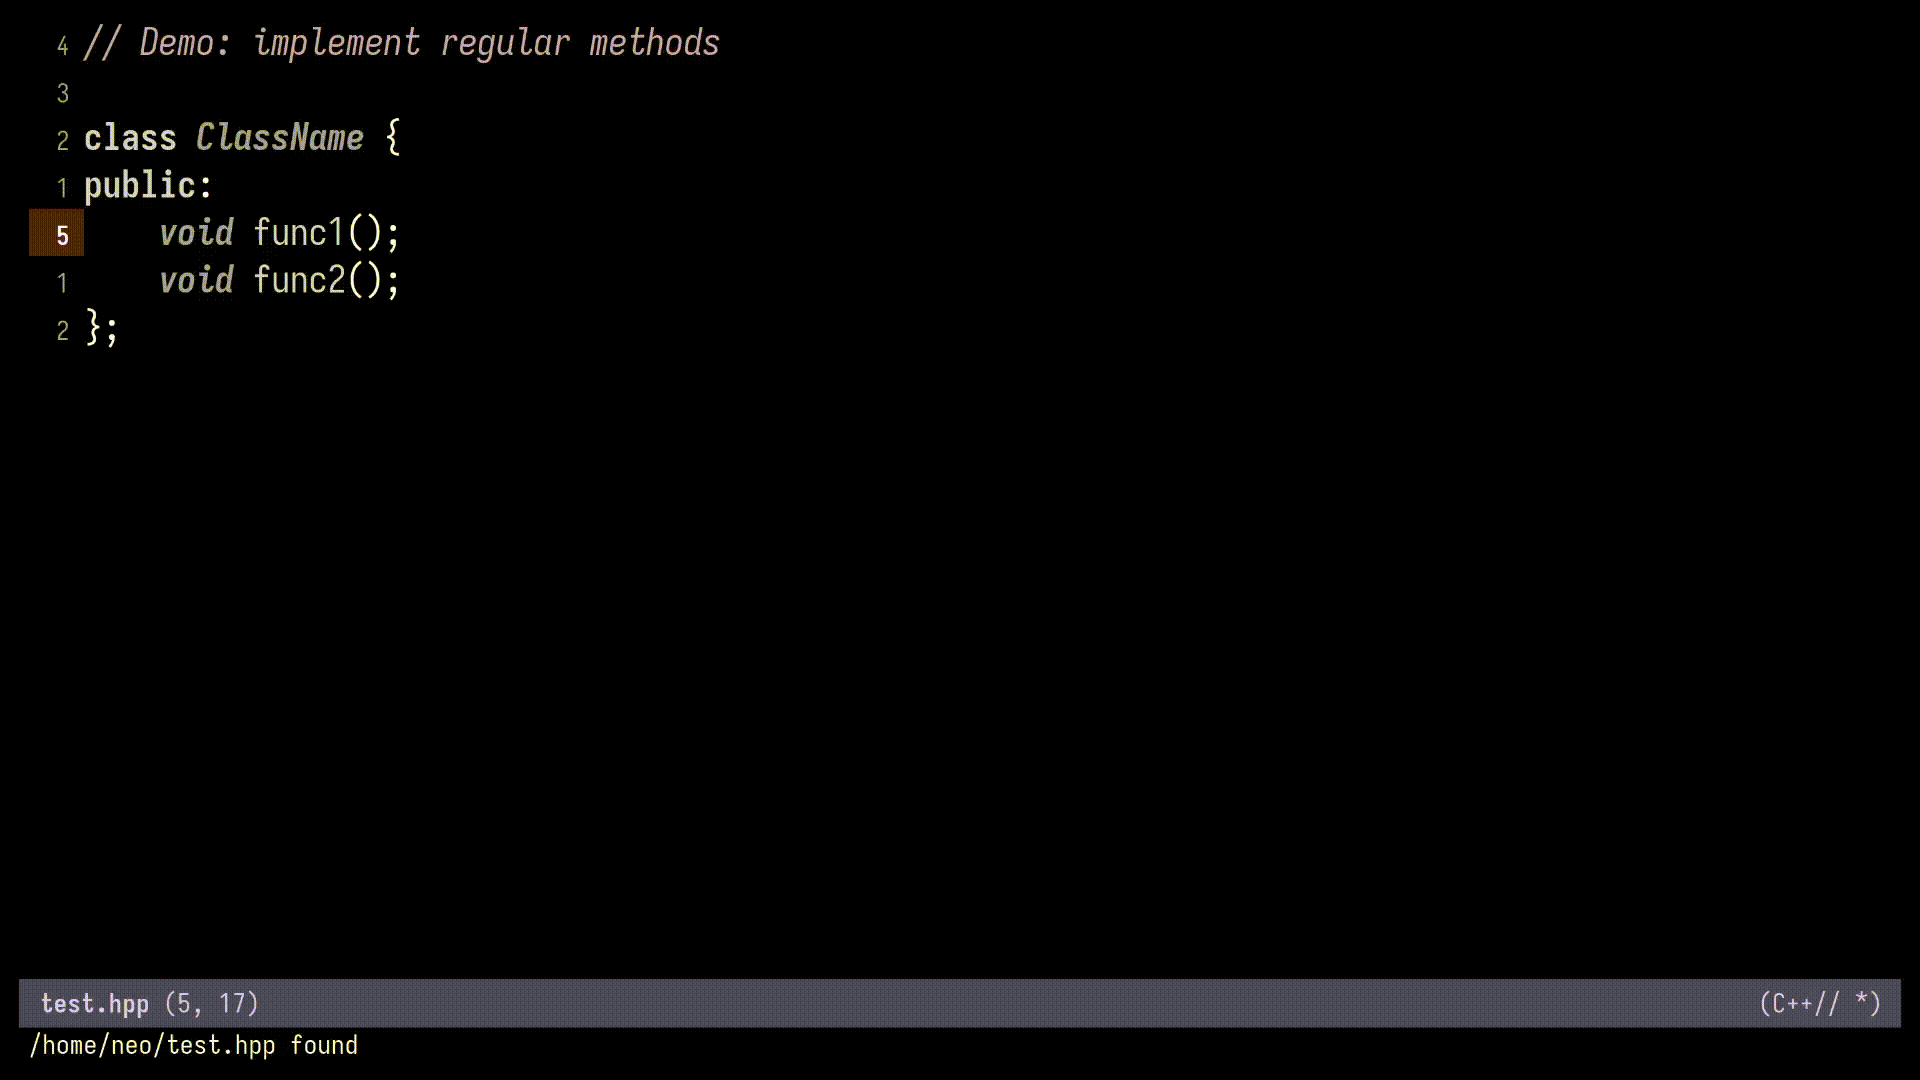 4 // Demo: implement regular methods
3
2 class ClassName {
1 public:
5     void func1();
1     void func2();
2 };
test.hpp (5, 17) (C++// *)
/home/neo/test.hpp found